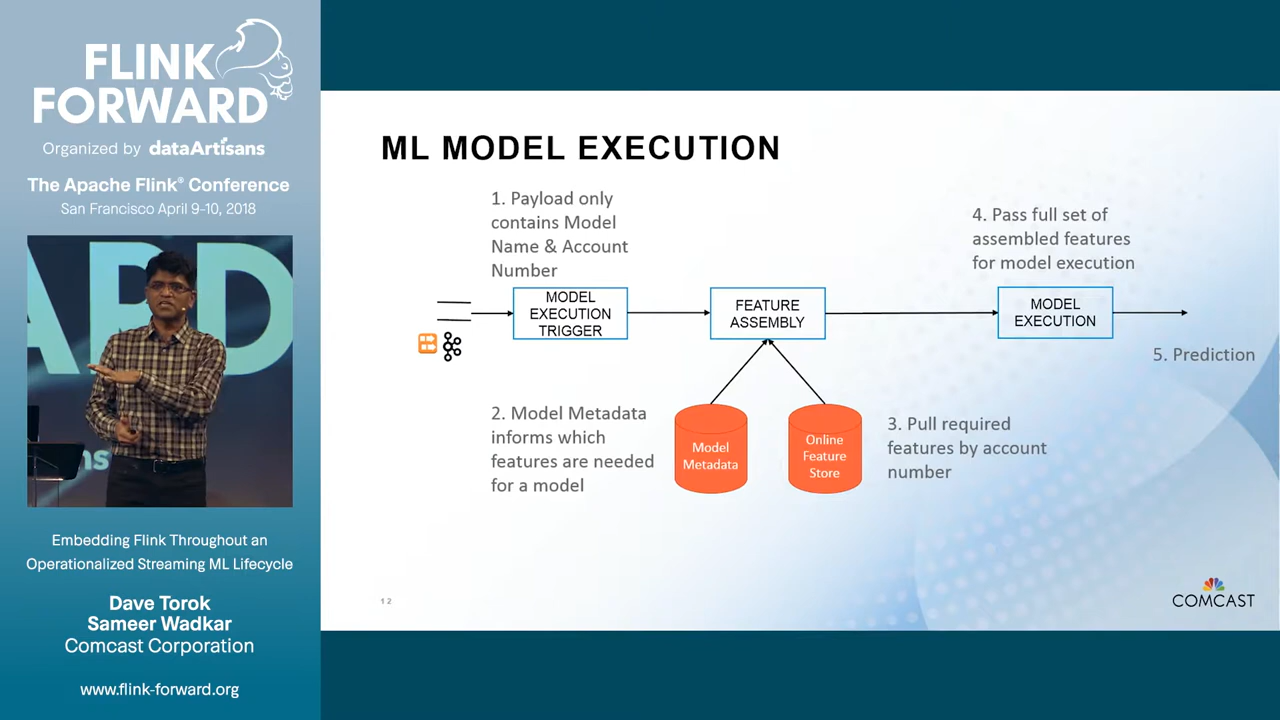 FLINK
FORWARD
Organized by dataArtisans
The Apache Flink® Conference
San Francisco April 9-10, 2018
ARD
ns
Embedding Flink Throughout an
Operationalized Streaming ML Lifecycle
Dave Torok
Sameer Wadkar
Comcast Corporation
www.flink-forward.org
ML MODEL EXECUTION
1. Payload only
contains Model
Name & Account
Number
4. Pass full set of
assembled features
for model execution
MODEL
EXECUTION
TRIGGER
FEATURE
ASSEMBLY
MODEL
EXECUTION
5. Prediction
2. Model Metadata
informs which
features are needed
for a model
Model
Metadata
Online
Feature
Store
3. Pull required
features by account
number
12
COMCAST